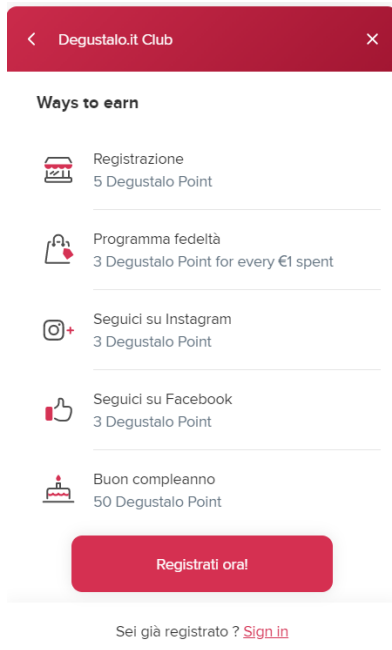 Degustalo.it Club
Ways to earn
Registrazione
5 Degustalo Point
Programma fedeltà
3 Degustalo Point for every €1 spent
Seguici su Instagram
3 Degustalo Point
Seguici su Facebook
3 Degustalo Point
Buon compleanno
50 Degustalo Point
Registrati ora!
Sei già registrato ? Sign in